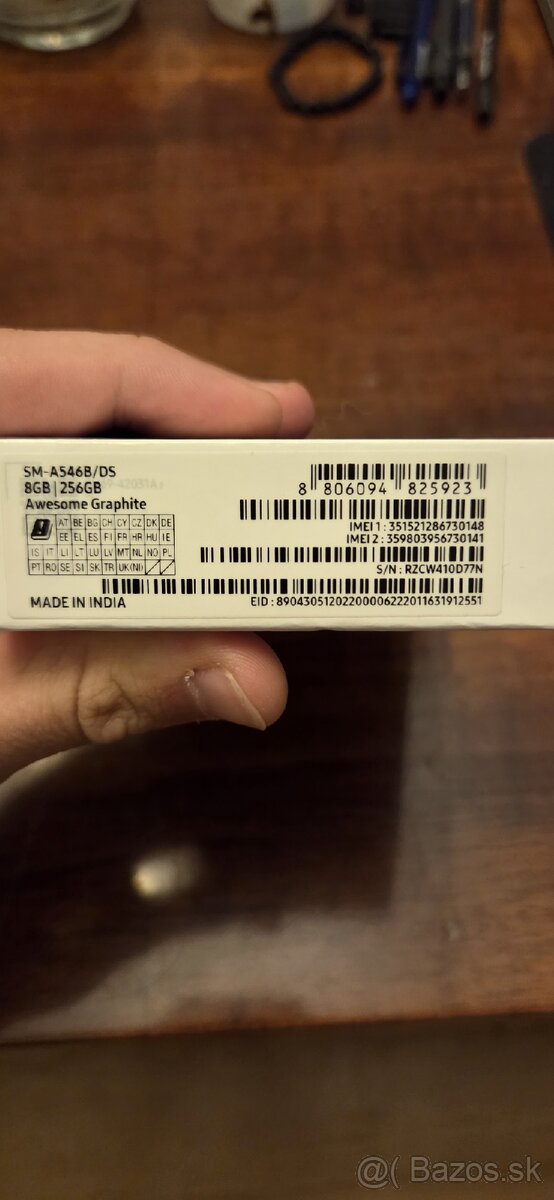 SM-A546B/DS
8GB | 256GB
Awesome Graphite
AT BE BG CH CY CZ DK DE
EE EL ES FI FR HR HU IE
IS IT LI LT LU LV MT NL NO PL
PT RO SE SI SK TR UK(NI)
MADE IN INDIA
8 806094 825923
IMEI 1 : 351521286730148
IMEI 2 : 359803956730141
S/N : RZCW410D77N
EID : 89043051202200006222011631912551
@( Bazos.sk